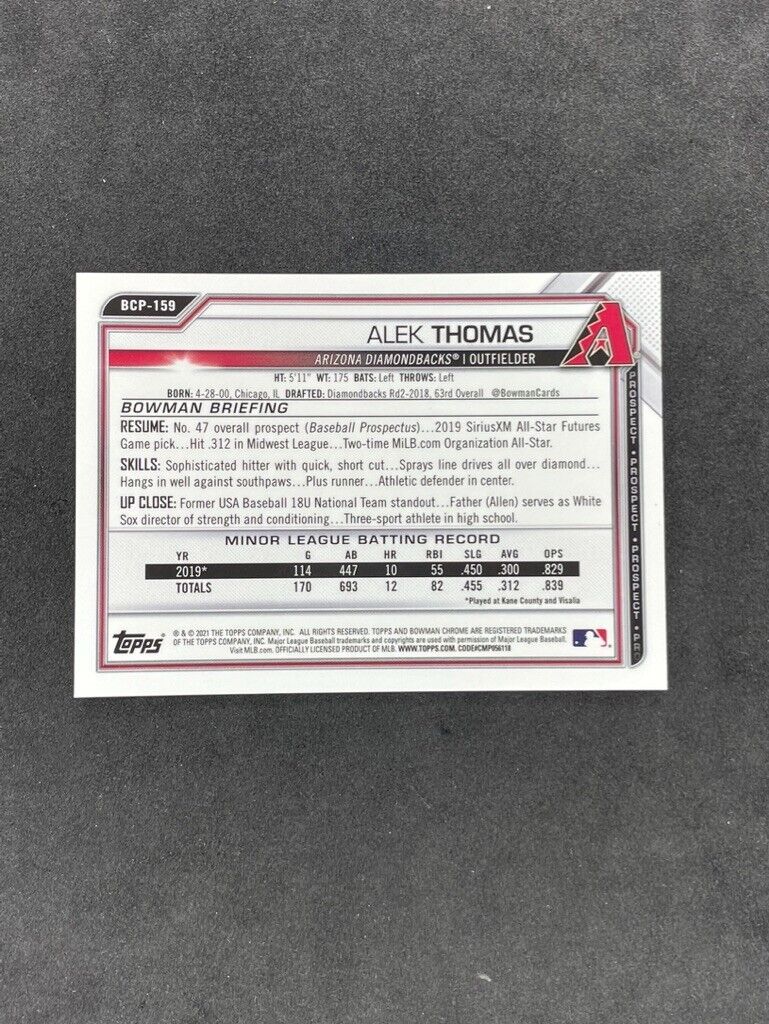 BCP-159
ALEK THOMAS
ARIZONA DIAMONDBACKS® | OUTFIELDER
HT: 5'11" WT: 175 BATS: Left THROWS: Left
BORN: 4-28-00, Chicago, IL DRAFTED: Diamondbacks Rd2-2018, 63rd Overall @BowmanCards
BOWMAN BRIEFING
RESUME: No. 47 overall prospect (Baseball Prospectus)...2019 SiriusXM All-Star Futures
Game pick...Hit .312 in Midwest League...Two-time MiLB.com Organization All-Star.
SKILLS: Sophisticated hitter with quick, short cut...Sprays line drives all over diamond...
Hangs in well against southpaws...Plus runner...Athletic defender in center.
UP CLOSE: Former USA Baseball 18U National Team standout...Father (Allen) serves as White
Sox director of strength and conditioning...Three-sport athlete in high school.
MINOR LEAGUE BATTING RECORD
YR G AB HR RBI SLG AVG OPS
2019* 114 447 10 55 .450 .300 .829
TOTALS 170 693 12 82 .455 .312 .839
*Played at Kane County and Visalia
topps®
® & © 2021 THE TOPPS COMPANY, INC. ALL RIGHTS RESERVED. TOPPS AND BOWMAN CHROME ARE REGISTERED TRADEMARKS
OF THE TOPPS COMPANY, INC. Major League Baseball trademarks and copyrights are used with permission of Major League Baseball.
Visit MLB.com. OFFICIALLY LICENSED PRODUCT OF MLB. WWW.TOPPS.COM. CODE#CMP056118
PROSPECT • PROSPECT • PROSPECT • PRO